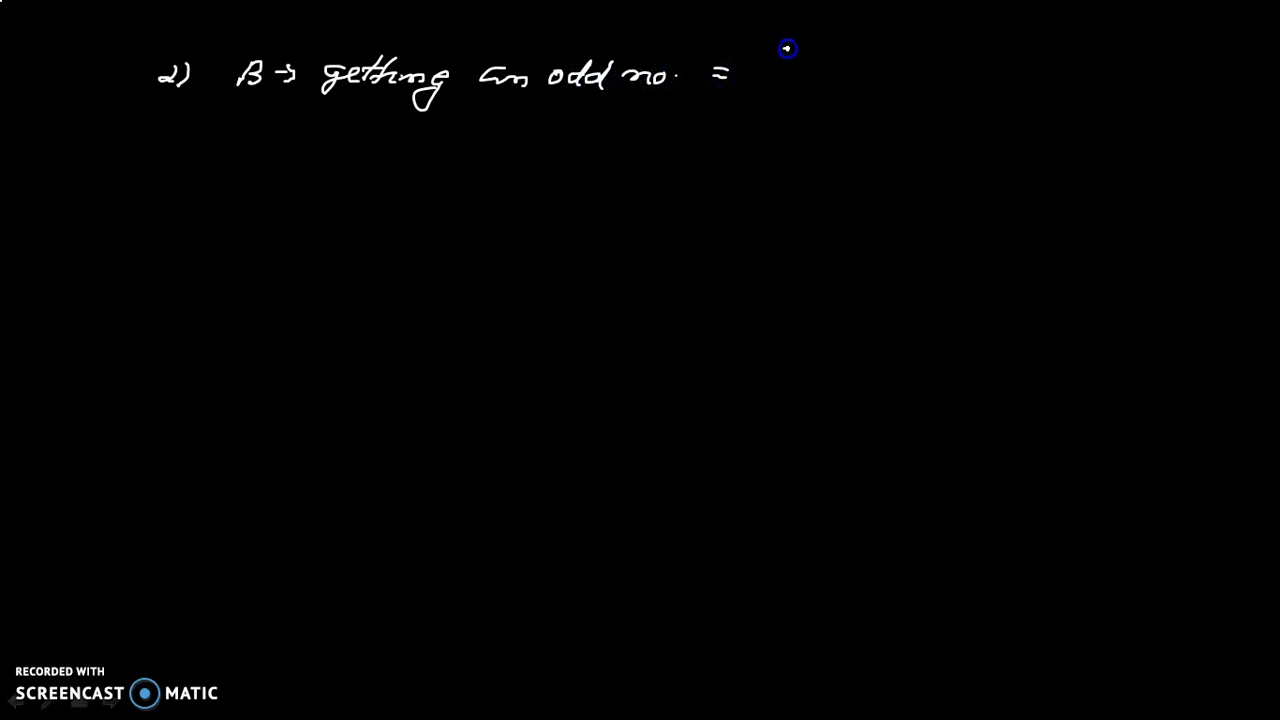 2) B → getting an odd no. =
RECORDED WITH
SCREENCAST MATIC